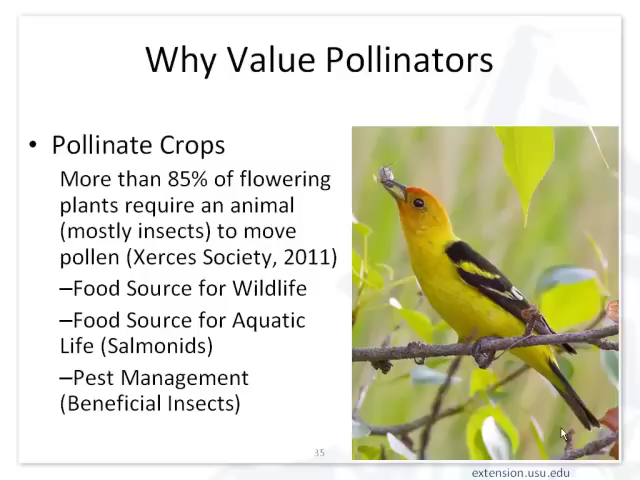 Why Value Pollinators
• Pollinate Crops
More than 85% of flowering
plants require an animal
(mostly insects) to move
pollen (Xerces Society, 2011)
–Food Source for Wildlife
–Food Source for Aquatic
Life (Salmonids)
–Pest Management
(Beneficial Insects)
35
extension.usu.edu